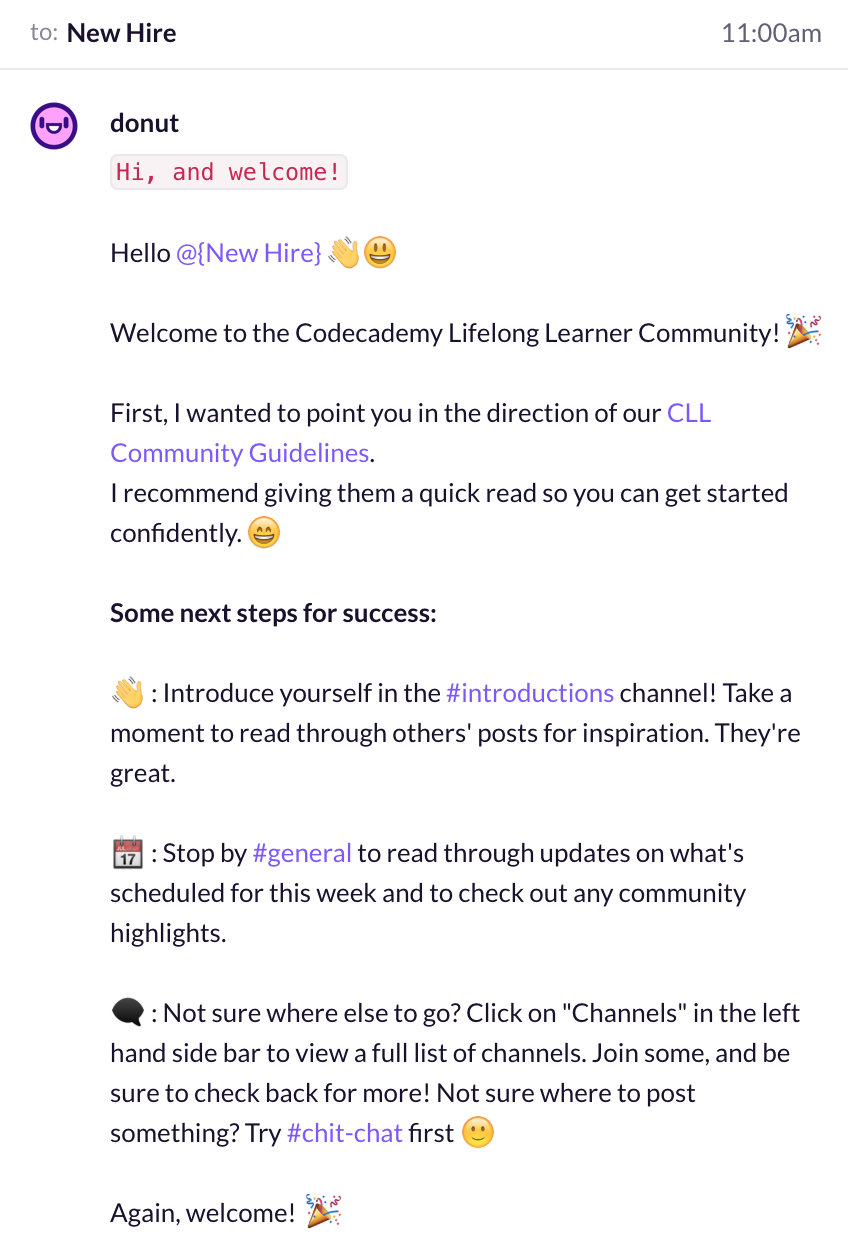 to: New Hire
11:00am
donut
Hi, and welcome!
Hello @{New Hire} 👋😃
Welcome to the Codecademy Lifelong Learner Community! 🎉
First, I wanted to point you in the direction of our CLL
Community Guidelines.
I recommend giving them a quick read so you can get started
confidently. 😄
Some next steps for success:
👋 : Introduce yourself in the #introductions channel! Take a
moment to read through others' posts for inspiration. They're
great.
📅 : Stop by #general to read through updates on what's
scheduled for this week and to check out any community
highlights.
🗨 : Not sure where else to go? Click on "Channels" in the left
hand side bar to view a full list of channels. Join some, and be
sure to check back for more! Not sure where to post
something? Try #chit-chat first 🙂
Again, welcome! 🎉